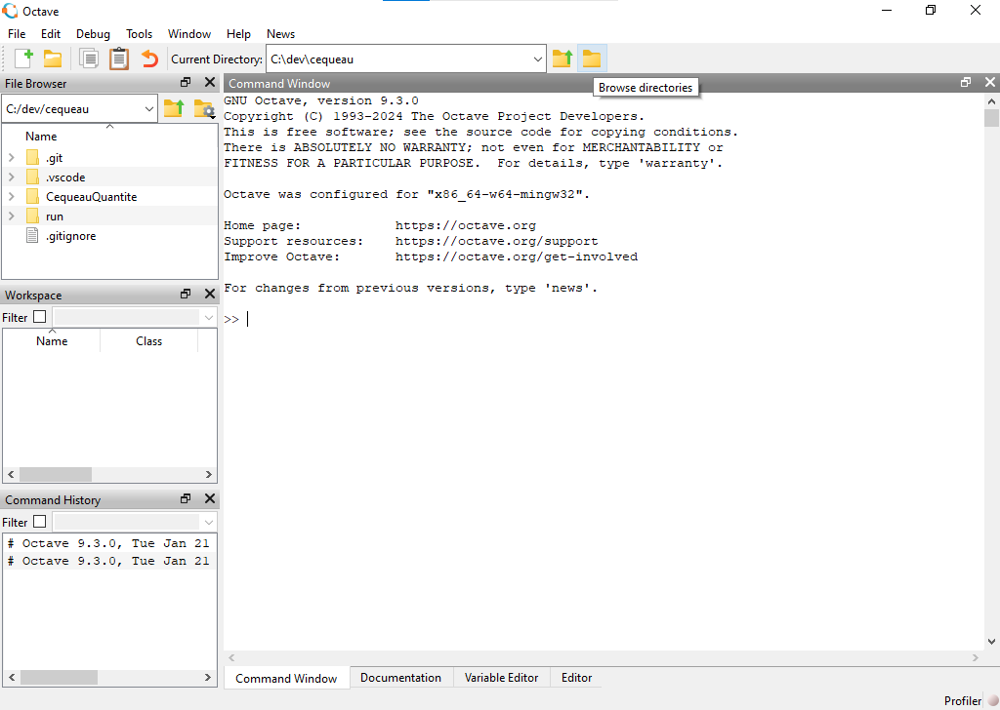 Octave
File Edit Debug Tools Window Help News
Current Directory: C:\dev\cequeau
Browse directories
File Browser
C:/dev/cequeau
Name
.git
.vscode
CequeauQuantite
run
.gitignore
Workspace
Filter
Name Class
Command History
Filter
# Octave 9.3.0, Tue Jan 21
# Octave 9.3.0, Tue Jan 21
Command Window
GNU Octave, version 9.3.0
Copyright (C) 1993-2024 The Octave Project Developers.
This is free software; see the source code for copying conditions.
There is ABSOLUTELY NO WARRANTY; not even for MERCHANTABILITY or
FITNESS FOR A PARTICULAR PURPOSE.  For details, type 'warranty'.
Octave was configured for "x86_64-w64-mingw32".
Home page:            https://octave.org
Support resources:    https://octave.org/support
Improve Octave:       https://octave.org/get-involved
For changes from previous versions, type 'news'.
>>
Command Window Documentation Variable Editor Editor
Profiler